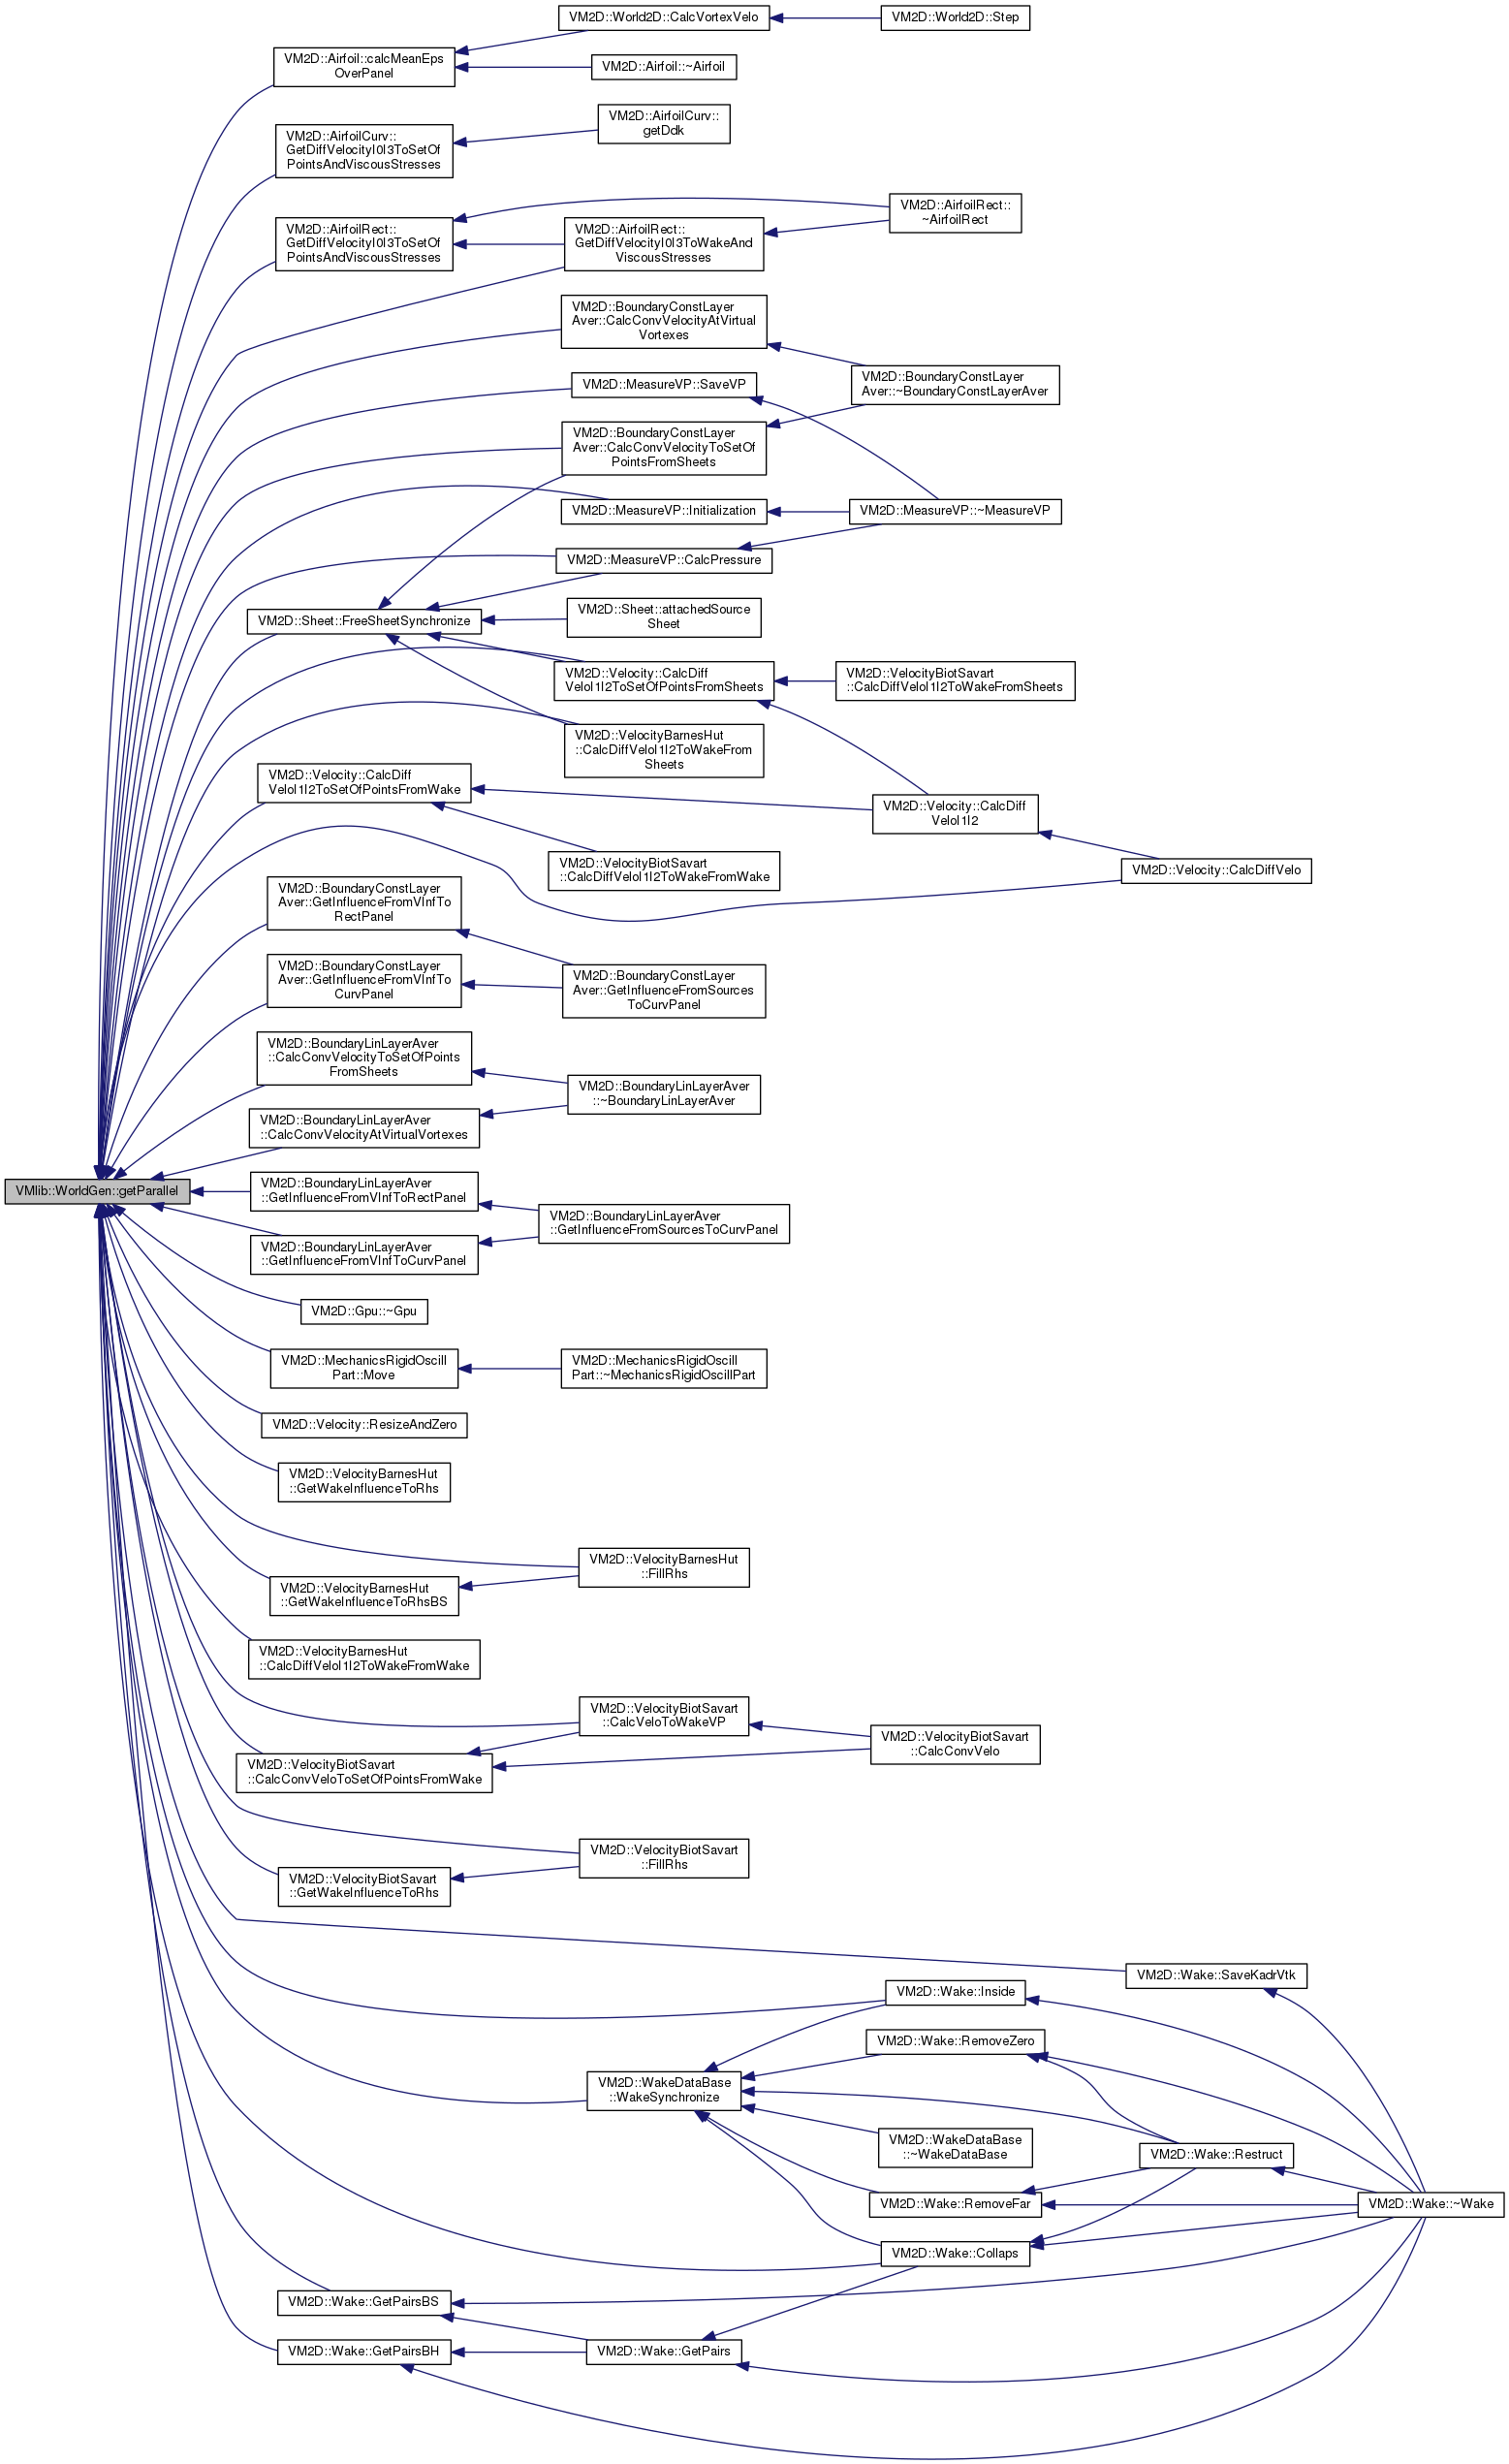 VM2D::World2D::CalcVortexVelo
VM2D::World2D::Step
VM2D::Airfoil::calcMeanEps
OverPanel
VM2D::Airfoil::~Airfoil
VM2D::AirfoilCurv::
getDdk
VM2D::AirfoilCurv::
GetDiffVelocityI0I3ToSetOf
PointsAndViscousStresses
VM2D::AirfoilRect::
~AirfoilRect
VM2D::AirfoilRect::
GetDiffVelocityI0I3ToSetOf
PointsAndViscousStresses
VM2D::AirfoilRect::
GetDiffVelocityI0I3ToWakeAnd
ViscousStresses
VM2D::BoundaryConstLayer
Aver::CalcConvVelocityAtVirtual
Vortexes
VM2D::BoundaryConstLayer
Aver::~BoundaryConstLayerAver
VM2D::MeasureVP::SaveVP
VM2D::BoundaryConstLayer
Aver::CalcConvVelocityToSetOf
PointsFromSheets
VM2D::MeasureVP::Initialization
VM2D::MeasureVP::~MeasureVP
VM2D::MeasureVP::CalcPressure
VM2D::Sheet::FreeSheetSynchronize
VM2D::Sheet::attachedSource
Sheet
VM2D::Velocity::CalcDiff
VeloI1I2ToSetOfPointsFromSheets
VM2D::VelocityBiotSavart
::CalcDiffVeloI1I2ToWakeFromSheets
VM2D::VelocityBarnesHut
::CalcDiffVeloI1I2ToWakeFrom
Sheets
VM2D::Velocity::CalcDiff
VeloI1I2ToSetOfPointsFromWake
VM2D::Velocity::CalcDiff
VeloI1I2
VM2D::VelocityBiotSavart
::CalcDiffVeloI1I2ToWakeFromWake
VM2D::Velocity::CalcDiffVelo
VM2D::BoundaryConstLayer
Aver::GetInfluenceFromVInfTo
RectPanel
VM2D::BoundaryConstLayer
Aver::GetInfluenceFromVInfTo
CurvPanel
VM2D::BoundaryConstLayer
Aver::GetInfluenceFromSources
ToCurvPanel
VM2D::BoundaryLinLayerAver
::CalcConvVelocityToSetOfPoints
FromSheets
VM2D::BoundaryLinLayerAver
::~BoundaryLinLayerAver
VM2D::BoundaryLinLayerAver
::CalcConvVelocityAtVirtualVortexes
VMlib::WorldGen::getParallel
VM2D::BoundaryLinLayerAver
::GetInfluenceFromVInfToRectPanel
VM2D::BoundaryLinLayerAver
::GetInfluenceFromSourcesToCurvPanel
VM2D::BoundaryLinLayerAver
::GetInfluenceFromVInfToCurvPanel
VM2D::Gpu::~Gpu
VM2D::MechanicsRigidOscill
Part::Move
VM2D::MechanicsRigidOscill
Part::~MechanicsRigidOscillPart
VM2D::Velocity::ResizeAndZero
VM2D::VelocityBarnesHut
::GetWakeInfluenceToRhs
VM2D::VelocityBarnesHut
::FillRhs
VM2D::VelocityBarnesHut
::GetWakeInfluenceToRhsBS
VM2D::VelocityBarnesHut
::CalcDiffVeloI1I2ToWakeFromWake
VM2D::VelocityBiotSavart
::CalcVeloToWakeVP
VM2D::VelocityBiotSavart
::CalcConvVelo
VM2D::VelocityBiotSavart
::CalcConvVeloToSetOfPointsFromWake
VM2D::VelocityBiotSavart
::FillRhs
VM2D::VelocityBiotSavart
::GetWakeInfluenceToRhs
VM2D::Wake::SaveKadrVtk
VM2D::Wake::Inside
VM2D::Wake::RemoveZero
VM2D::WakeDataBase
::WakeSynchronize
VM2D::WakeDataBase
::~WakeDataBase
VM2D::Wake::Restruct
VM2D::Wake::RemoveFar
VM2D::Wake::~Wake
VM2D::Wake::Collaps
VM2D::Wake::GetPairsBS
VM2D::Wake::GetPairsBH
VM2D::Wake::GetPairs